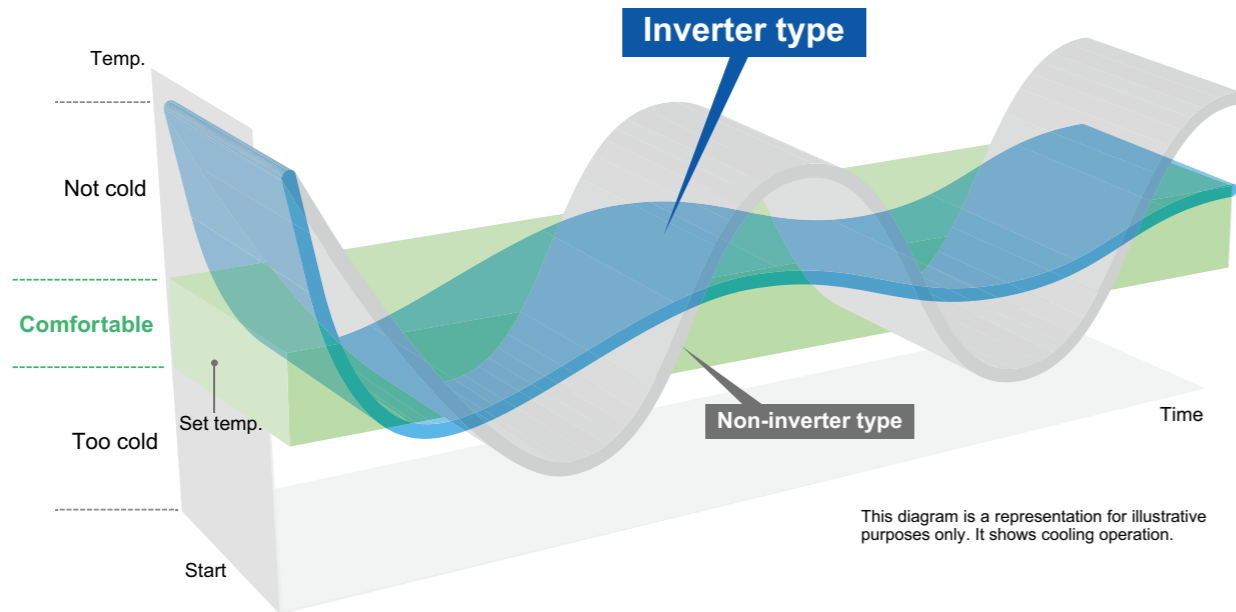 Inverter type
Temp.
Not cold
Comfortable
Set temp.
Too cold
Non-inverter type
Time
Start
This diagram is a representation for illustrative
purposes only. It shows cooling operation.